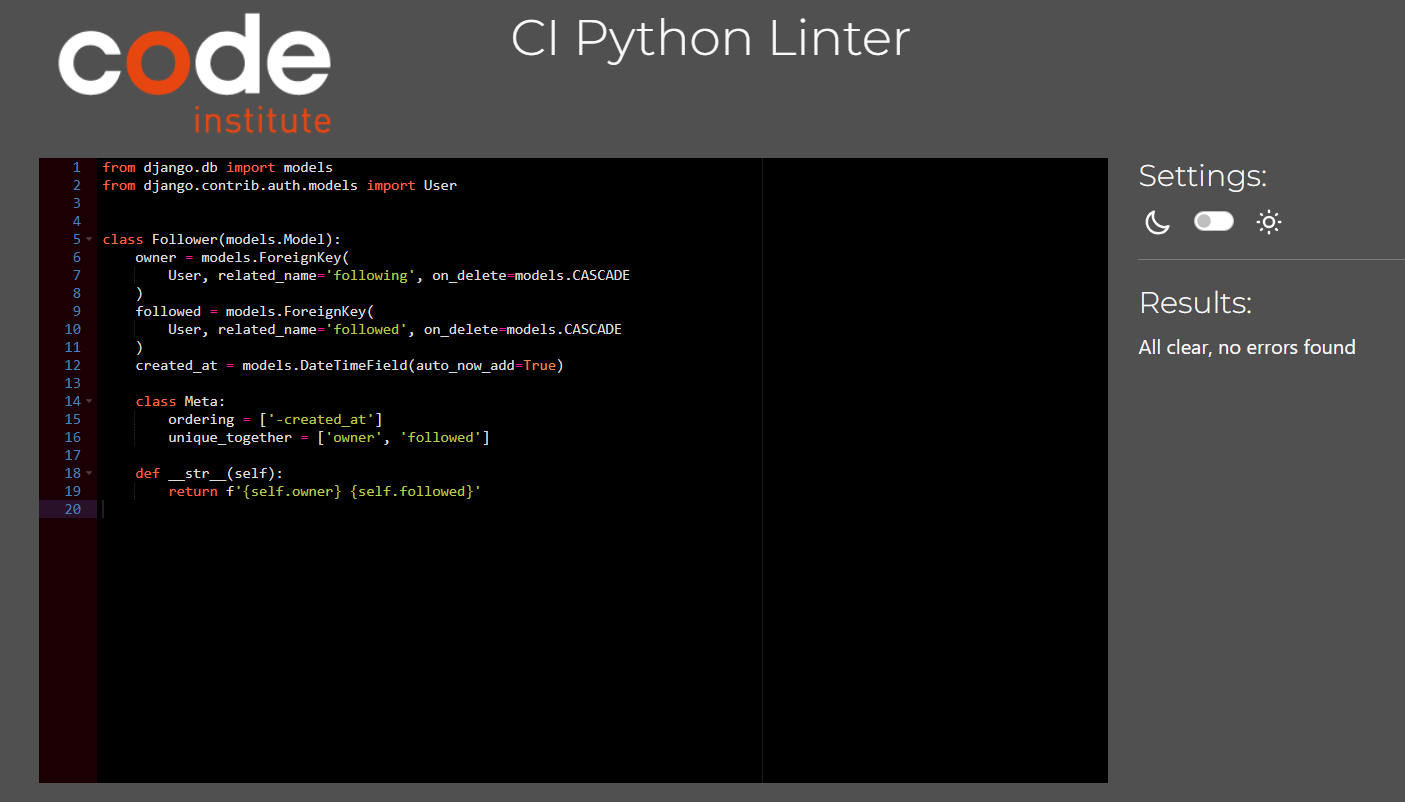 code
institute
CI Python Linter
1 from django.db import models
2 from django.contrib.auth.models import User
3
4
5 class Follower(models.Model):
6     owner = models.ForeignKey(
7         User, related_name='following', on_delete=models.CASCADE
8     )
9     followed = models.ForeignKey(
10         User, related_name='followed', on_delete=models.CASCADE
11     )
12     created_at = models.DateTimeField(auto_now_add=True)
13
14     class Meta:
15         ordering = ['-created_at']
16         unique_together = ['owner', 'followed']
17
18     def __str__(self):
19         return f'{self.owner} {self.followed}'
20
Settings:
Results:
All clear, no errors found